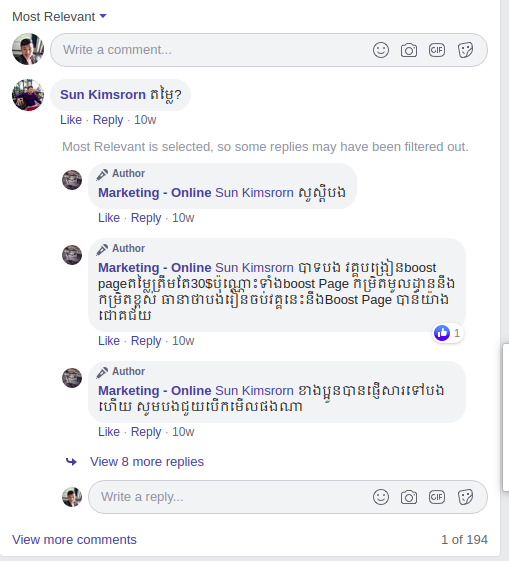 Most Relevant
Write a comment...
GIF
Sun Kimsrorn តម្លៃ?
Like · Reply · 10w
Most Relevant is selected, so some replies may have been filtered out.
Author
Marketing - Online Sun Kimsrorn សួស្តីបង
Like · Reply · 10w
Author
Marketing - Online Sun Kimsrorn បាទបង វគ្គបង្រៀនboost
pageតម្លៃត្រឹមតែ30$ប៉ុណ្ណោះទាំងboost Page កម្រិតមូលដ្ឋាននឹង
កម្រិតខ្ពស់ ធានាថាបងរៀនចប់វគ្គនេះនឹងBoost Page បានយ៉ាង
ជោគជ័យ
1
Like · Reply · 10w
Author
Marketing - Online Sun Kimsrorn ខាងប្អូនបានផ្ញើសារទៅបង
ហើយ សូមបងជួយបើកមើលផងណា
Like · Reply · 10w
View 8 more replies
Write a reply...
GIF
View more comments
1 of 194